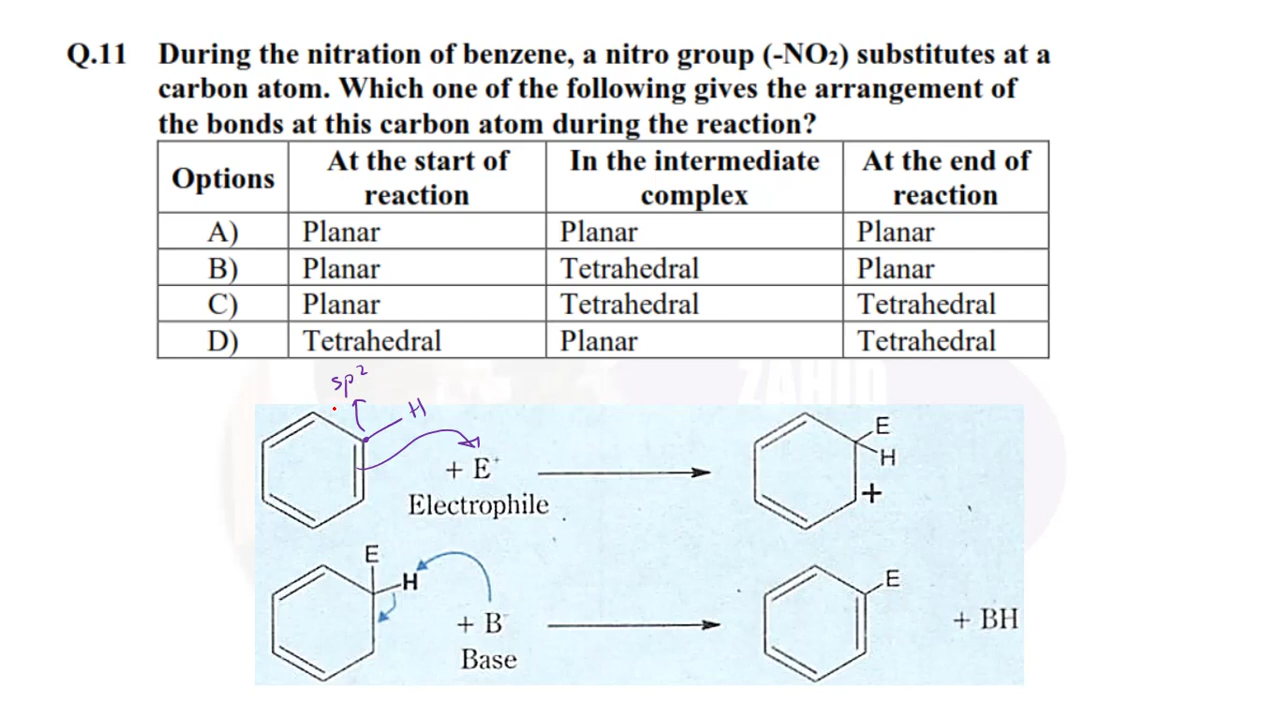 Q.11 During the nitration of benzene, a nitro group (-NO₂) substitutes at a
carbon atom. Which one of the following gives the arrangement of
the bonds at this carbon atom during the reaction?
Options At the start of reaction In the intermediate complex At the end of reaction
A) Planar Planar Planar
B) Planar Tetrahedral Planar
C) Planar Tetrahedral Tetrahedral
D) Tetrahedral Planar Tetrahedral
ZAHID
sp²
H
E
H
+ E⁺
+
Electrophile
E
H
E
+ B⁻
+ BH
Base